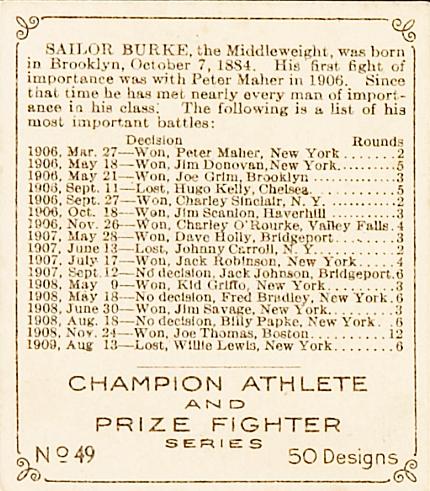 SAILOR BURKE, the Middleweight, was born
in Brooklyn, October 7, 1884. His first fight of
importance was with Peter Maher in 1906. Since
that time he has met nearly every man of import-
ance in his class. The following is a list of his
most important battles:
Decision Rounds
1906, Mar. 27—Won, Peter Maher, New York ...... 2
1906, May 18—Won, Jim Donovan, New York ...... 5
1906, May 21—Won, Joe Grim, Brooklyn ...... 3
1906, Sept. 11—Lost, Hugo Kelly, Chelsea ...... 5
1906, Sept. 27—Won, Charley Sinclair, N. Y. ...... 2
1906, Oct. 18—Won, Jim Scanlon, Haverhill ...... 3
1906, Nov. 26—Won, Charley O'Rourke, Valley Falls. 4
1907, May 28—Won, Dave Holly, Bridgeport ...... 3
1907, June 13—Lost, Johnny Carroll, N. Y. ...... 2
1907, July 17—Won, Jack Robinson, New York ...... 4
1907, Sept. 12—No decision, Jack Johnson, Bridgeport. 6
1908, May 9—Won, Kid Griffo, New York ...... 3
1908, May 18—No decision, Fred Bradley, New York. 6
1908, June 30—Won, Jim Savage, New York ...... 3
1908, Aug. 18—No decision, Billy Papke, New York. 6
1908, Nov. 24—Won, Joe Thomas, Boston ...... 12
1909, Aug 13—Lost, Willie Lewis, New York ...... 6
CHAMPION ATHLETE
AND
PRIZE FIGHTER
SERIES
No 49 50 Designs